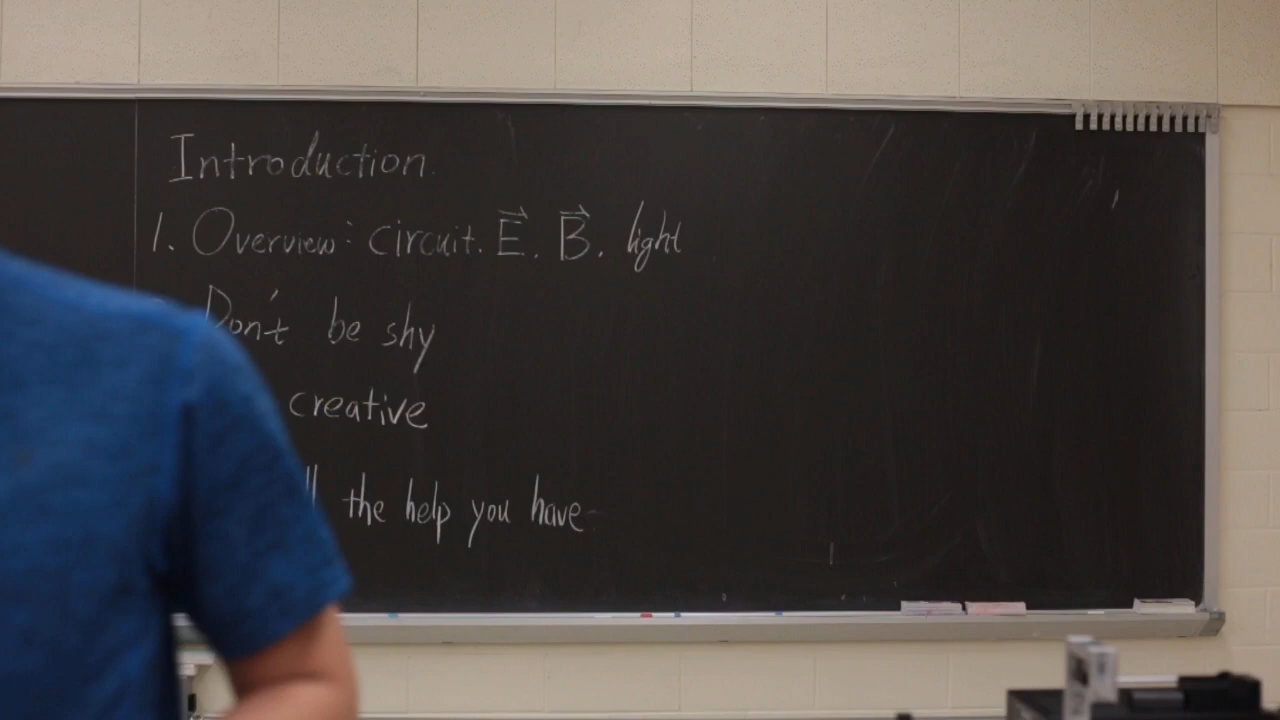 Introduction.
1. Overview: circuit. E⃗. B⃗. light
Don't be shy
creative
the help you have